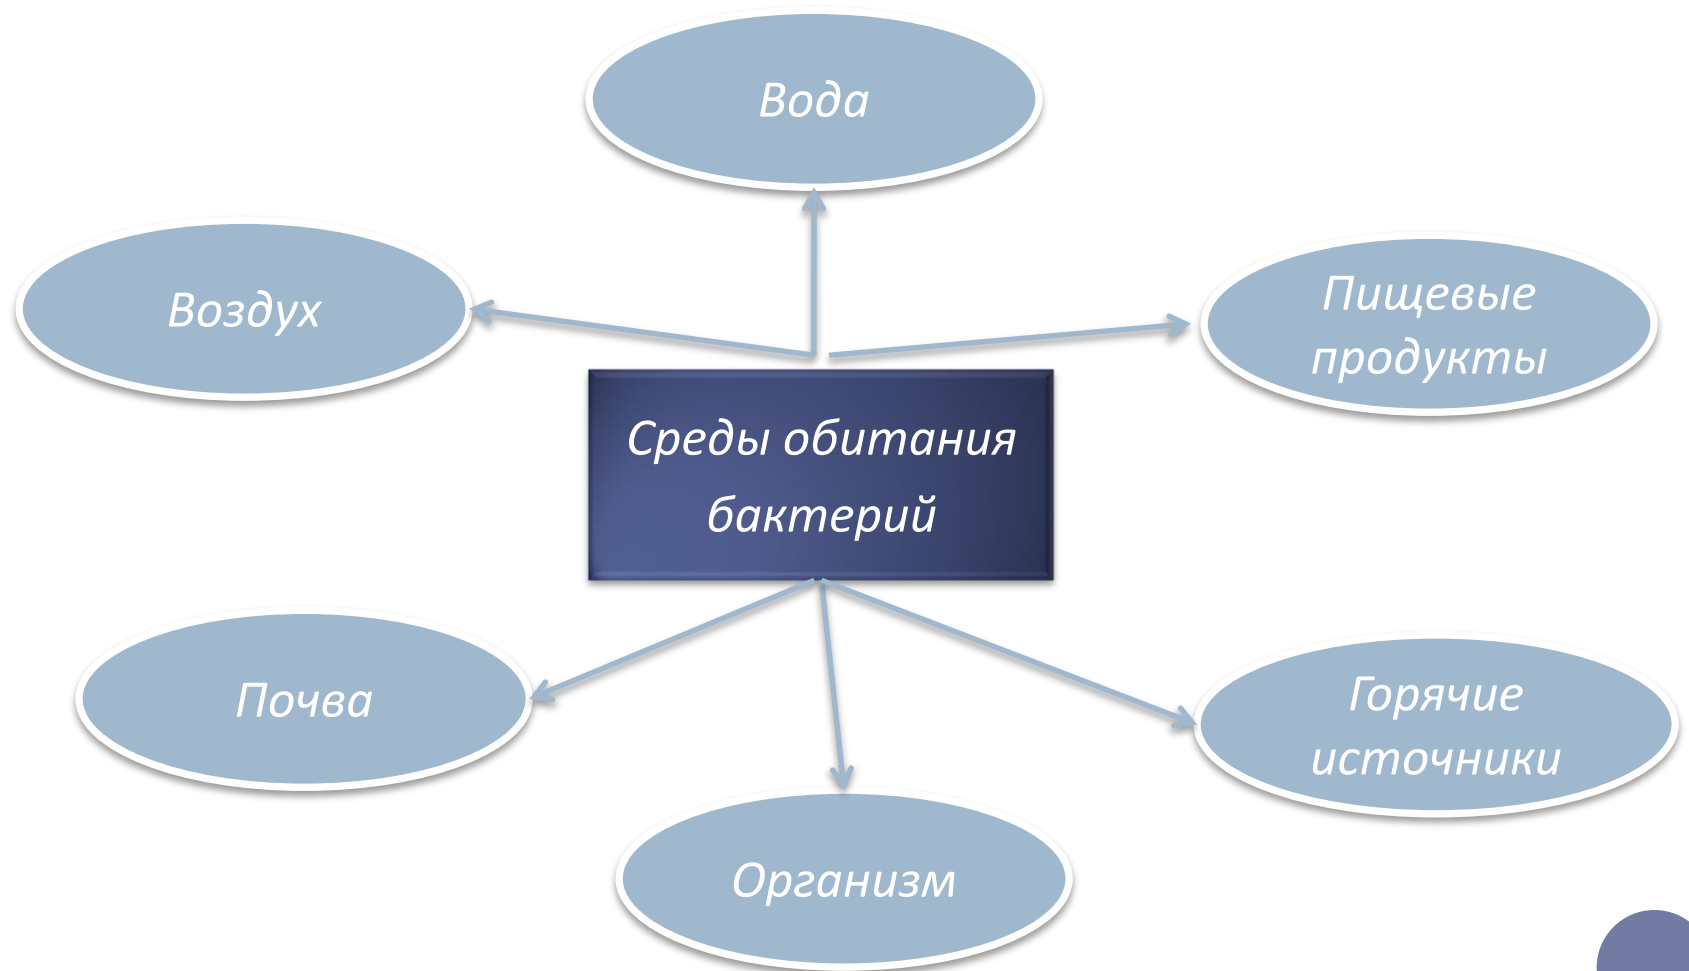 Вода
Воздух
Пищевые
продукты
Среды обитания
бактерий
Почва
Горячие
источники
Организм